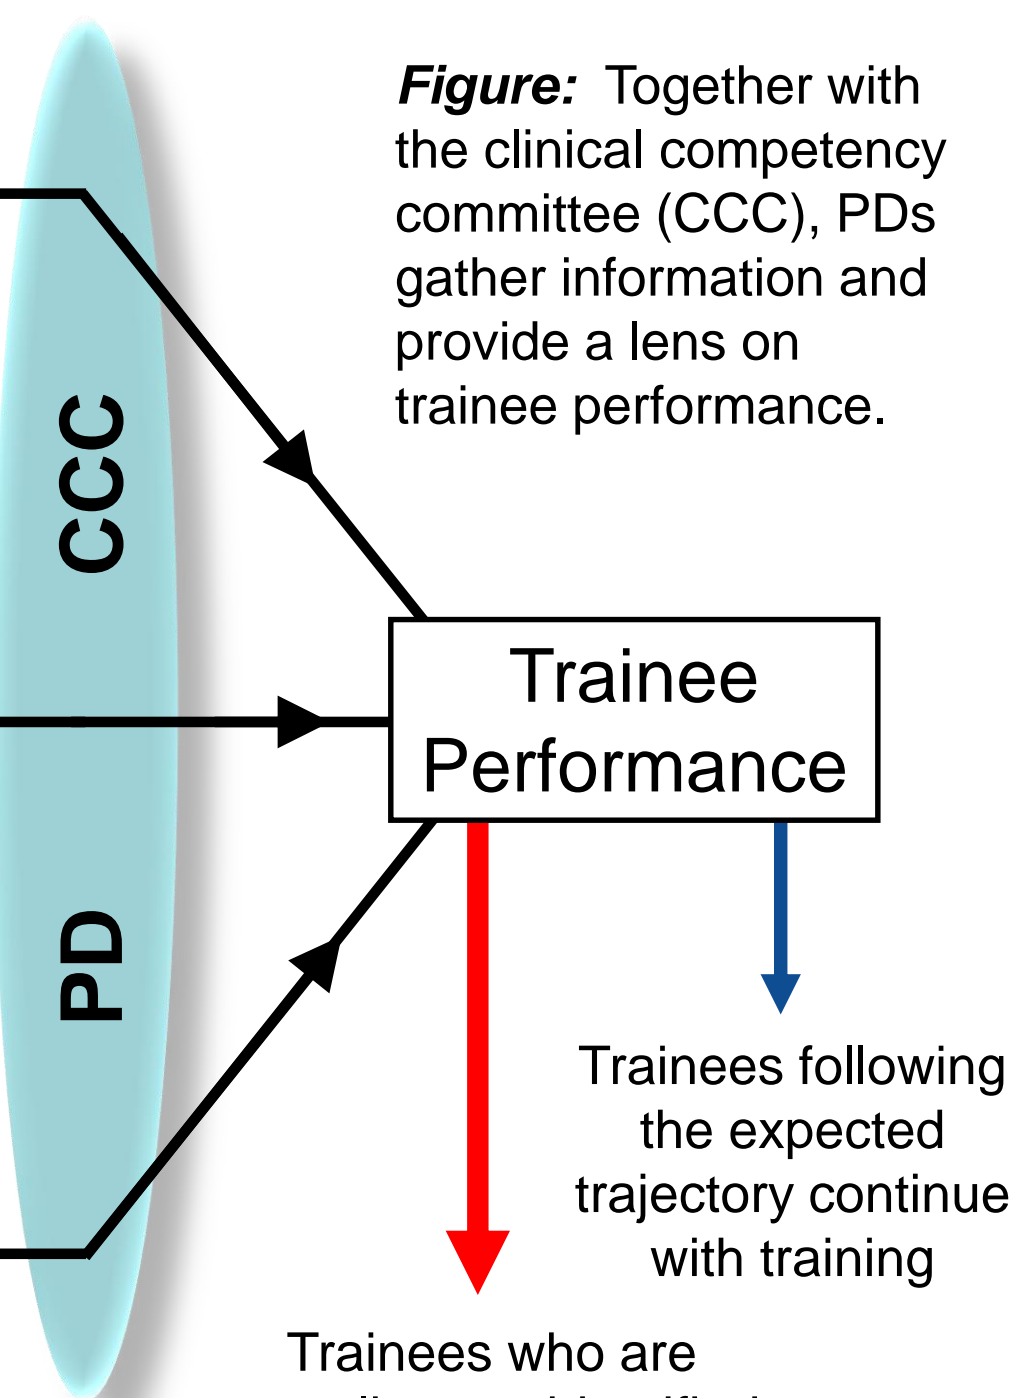 Figure: Together with
the clinical competency
committee (CCC), PDs
gather information and
provide a lens on
trainee performance.
CCC
PD
Trainee
Performance
Trainees following
the expected
trajectory continue
with training
Trainees who are